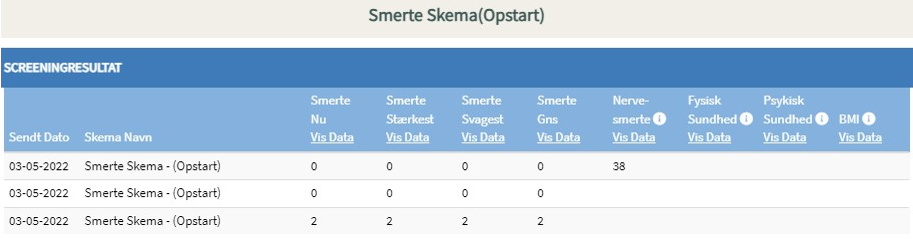 Smerte Skema(Opstart)
SCREENINGRESULTAT
Smerte Smerte Smerte Smerte Nerve- Fysisk Psykisk
Nu Stærkest Svagest Gns smerte i Sundhed i Sundhed i BMI i
Sendt Dato Skema Navn Vis Data Vis Data Vis Data Vis Data Vis Data Vis Data Vis Data Vis Data
03-05-2022 Smerte Skema - (Opstart) 0 0 0 0 38
03-05-2022 Smerte Skema - (Opstart) 0 0 0 0
03-05-2022 Smerte Skema - (Opstart) 2 2 2 2